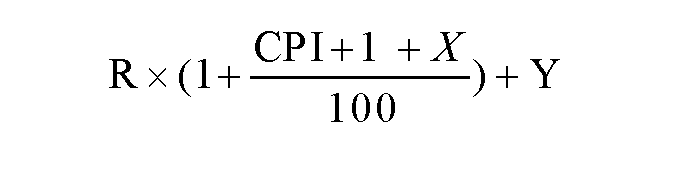 R × (1+ CPI+1 + X / 100 ) + Y